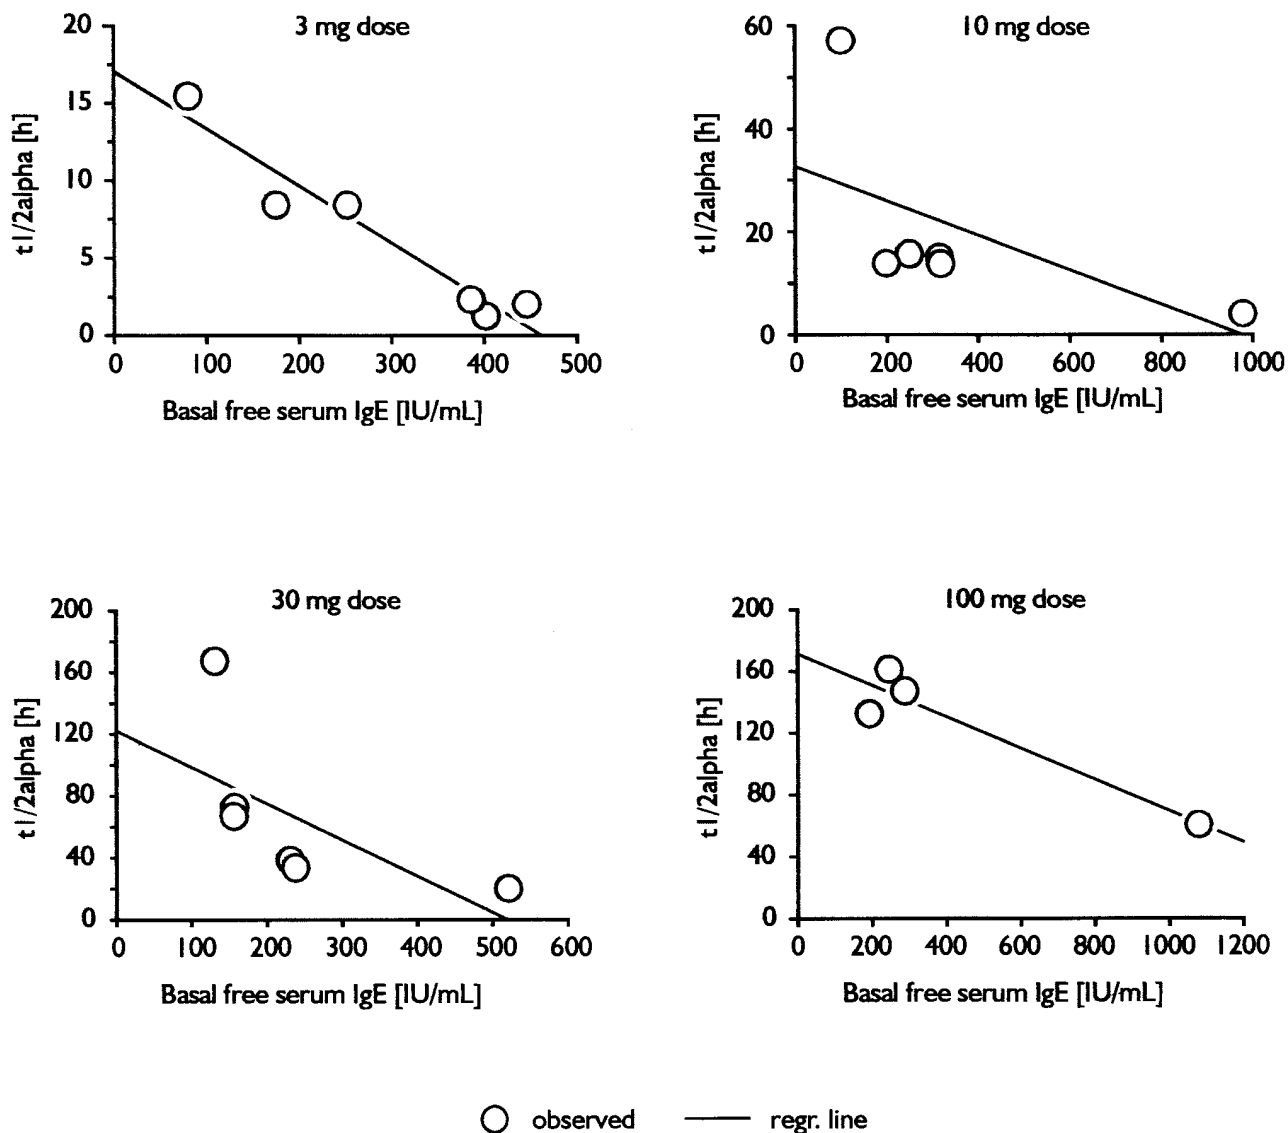 3 mg dose
20
15
10
5
0
t1/2alpha [h]
0 100 200 300 400 500
Basal free serum IgE [IU/mL]
10 mg dose
60
40
20
0
t1/2alpha [h]
0 200 400 600 800 1000
Basal free serum IgE [IU/mL]
30 mg dose
200
160
120
80
40
0
t1/2alpha [h]
0 100 200 300 400 500 600
Basal free serum IgE [IU/mL]
100 mg dose
200
160
120
80
40
0
t1/2alpha [h]
0 200 400 600 800 1000 1200
Basal free serum IgE [IU/mL]
observed regr. line